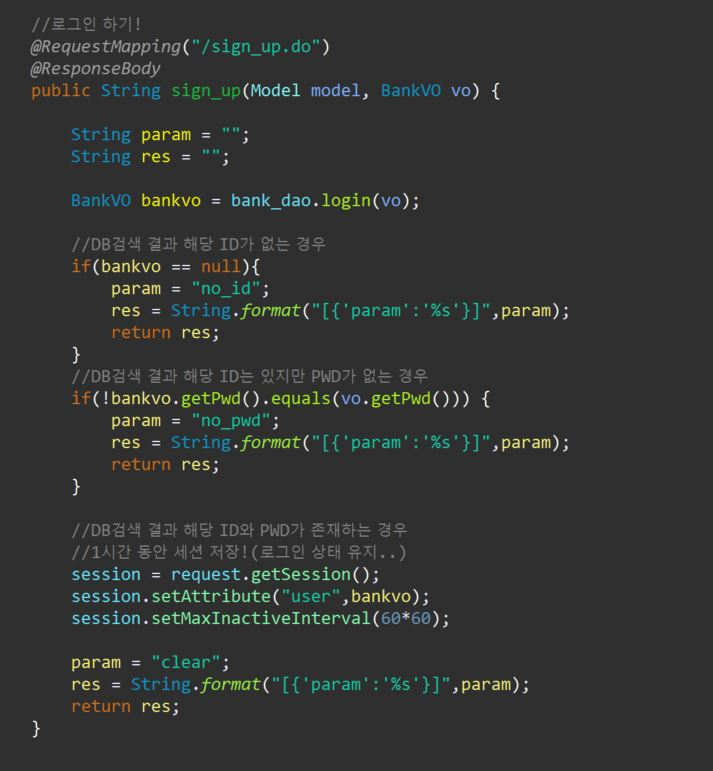 //로그인 하기!
@RequestMapping("/sign_up.do")
@ResponseBody
public String sign_up(Model model, BankVO vo) {
String param = "";
String res = "";
BankVO bankvo = bank_dao.login(vo);
//DB검색 결과 해당 ID가 없는 경우
if(bankvo == null){
param = "no_id";
res = String.format("[{'param':'%s'}]",param);
return res;
}
//DB검색 결과 해당 ID는 있지만 PWD가 없는 경우
if(!bankvo.getPwd().equals(vo.getPwd())) {
param = "no_pwd";
res = String.format("[{'param':'%s'}]",param);
return res;
}
//DB검색 결과 해당 ID와 PWD가 존재하는 경우
//1시간 동안 세션 저장!(로그인 상태 유지..)
session = request.getSession();
session.setAttribute("user",bankvo);
session.setMaxInactiveInterval(60*60);
param = "clear";
res = String.format("[{'param':'%s'}]",param);
return res;
}